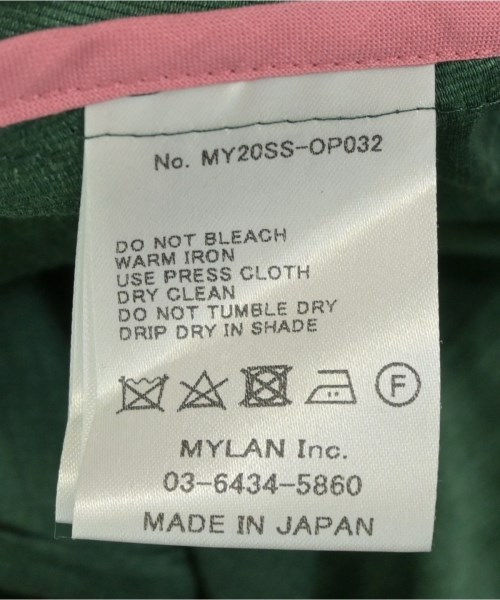 No. MY20SS-OP032
DO NOT BLEACH
WARM IRON
USE PRESS CLOTH
DRY CLEAN
DO NOT TUMBLE DRY
DRIP DRY IN SHADE
F
MYLAN Inc.
03-6434-5860
MADE IN JAPAN